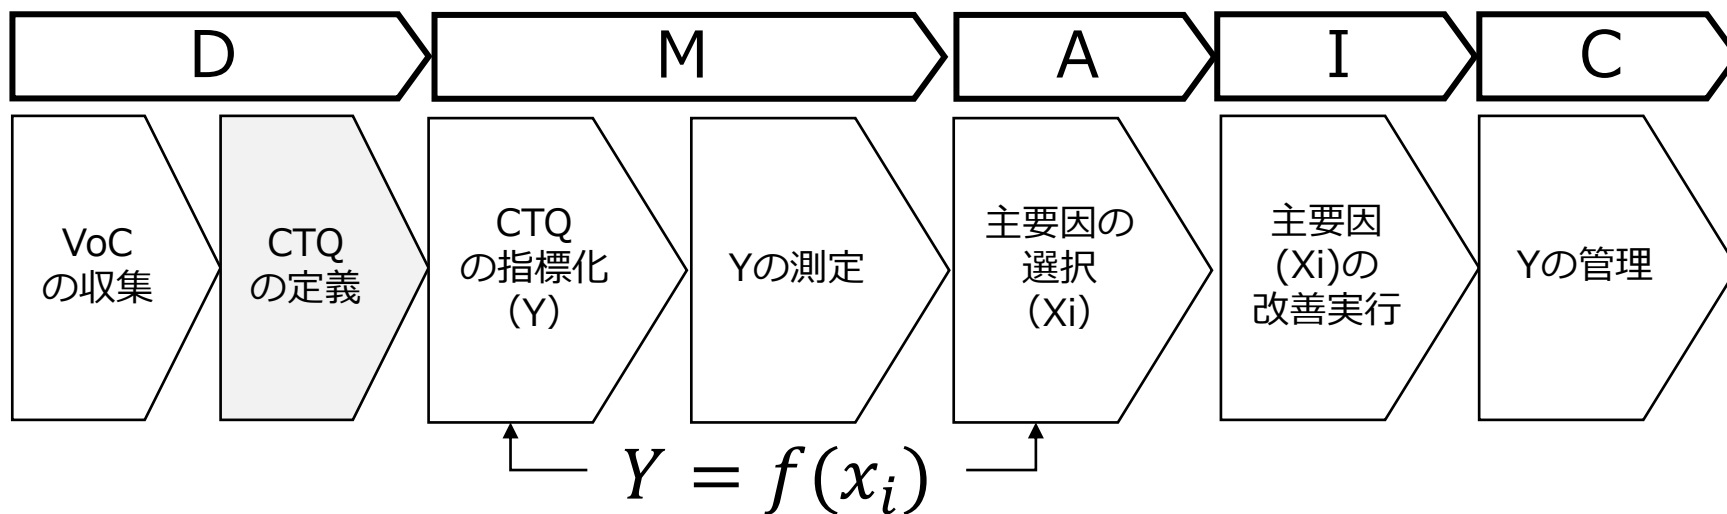 D
M
A
I
C
VoC
の収集
CTQ
の定義
CTQ
の指標化
（Y）
Yの測定
主要因の
選択
（Xi）
主要因
(Xi)の
改善実行
Yの管理
Y = f(x_i)